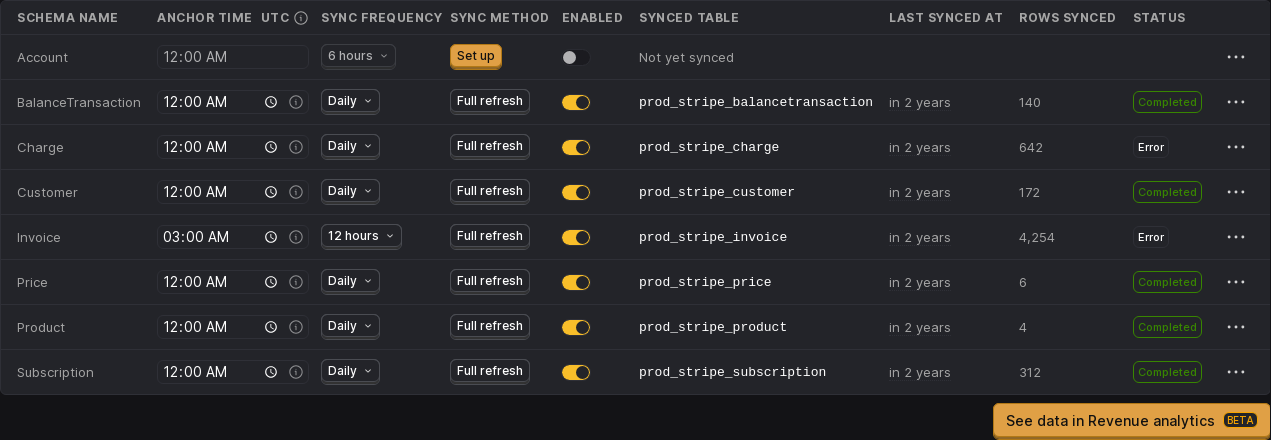 SCHEMA NAME ANCHOR TIME UTC SYNC FREQUENCY SYNC METHOD ENABLED SYNCED TABLE LAST SYNCED AT ROWS SYNCED STATUS
Account 12:00 AM 6 hours Set up Not yet synced
BalanceTransaction 12:00 AM Daily Full refresh prod_stripe_balancetransaction in 2 years 140 Completed
Charge 12:00 AM Daily Full refresh prod_stripe_charge in 2 years 642 Error
Customer 12:00 AM Daily Full refresh prod_stripe_customer in 2 years 172 Completed
Invoice 03:00 AM 12 hours Full refresh prod_stripe_invoice in 2 years 4,254 Error
Price 12:00 AM Daily Full refresh prod_stripe_price in 2 years 6 Completed
Product 12:00 AM Daily Full refresh prod_stripe_product in 2 years 4 Completed
Subscription 12:00 AM Daily Full refresh prod_stripe_subscription in 2 years 312 Completed
See data in Revenue analytics BETA